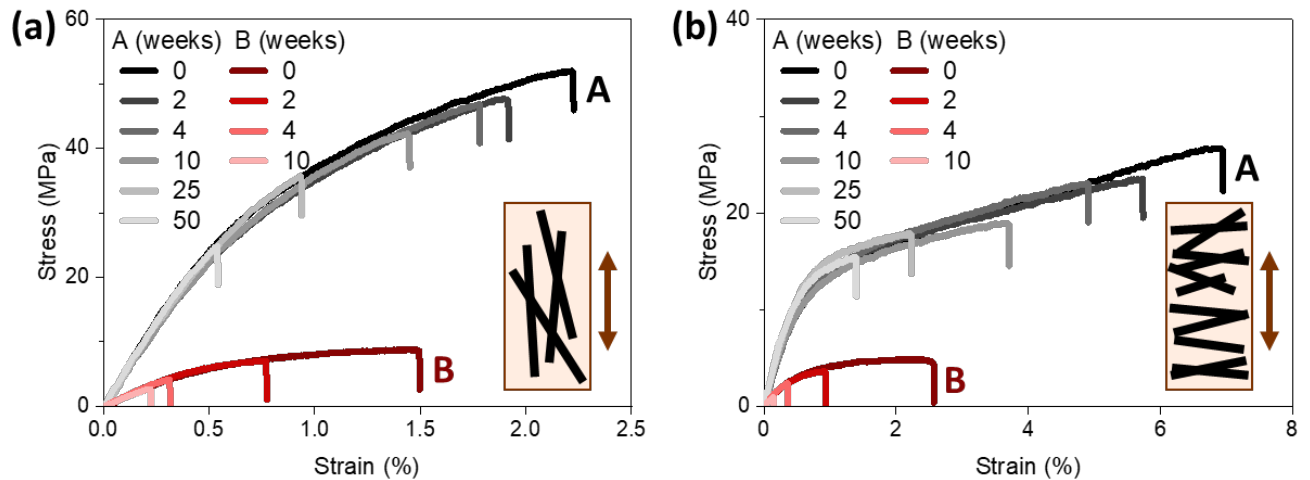 (a)
60
40
20
0
Stress (MPa)
A (weeks) B (weeks)
0 0
2 2
4 4
10 10
25
50
A
B
0.0 0.5 1.0 1.5 2.0 2.5
Strain (%)
(b)
40
20
0
Stress (MPa)
A (weeks) B (weeks)
0 0
2 2
4 4
10 10
25
50
A
B
0 2 4 6 8
Strain (%)